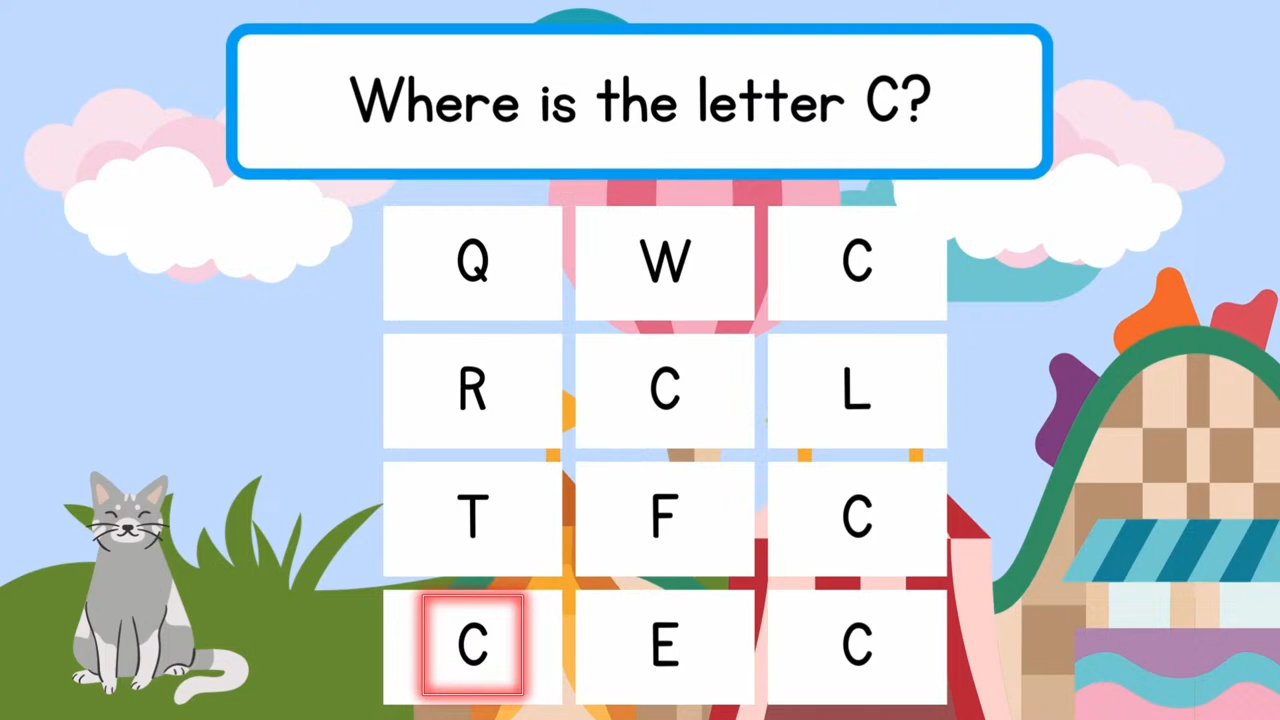 Where is the letter C?
Q W C
R C L
T F C
C E C